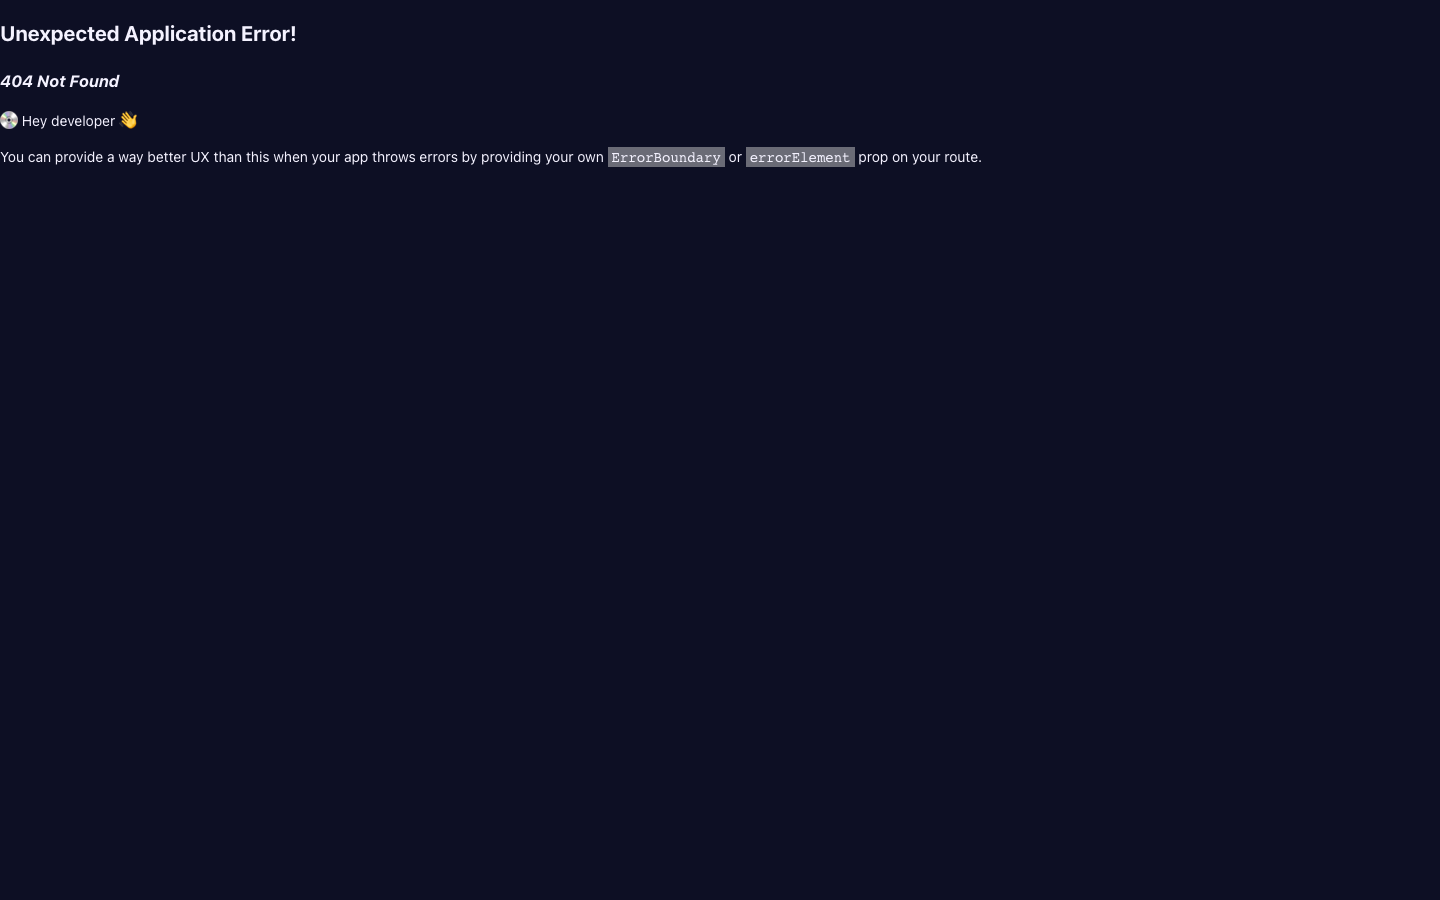 Unexpected Application Error!
404 Not Found
💿 Hey developer 👋
You can provide a way better UX than this when your app throws errors by providing your own ErrorBoundary or errorElement prop on your route.